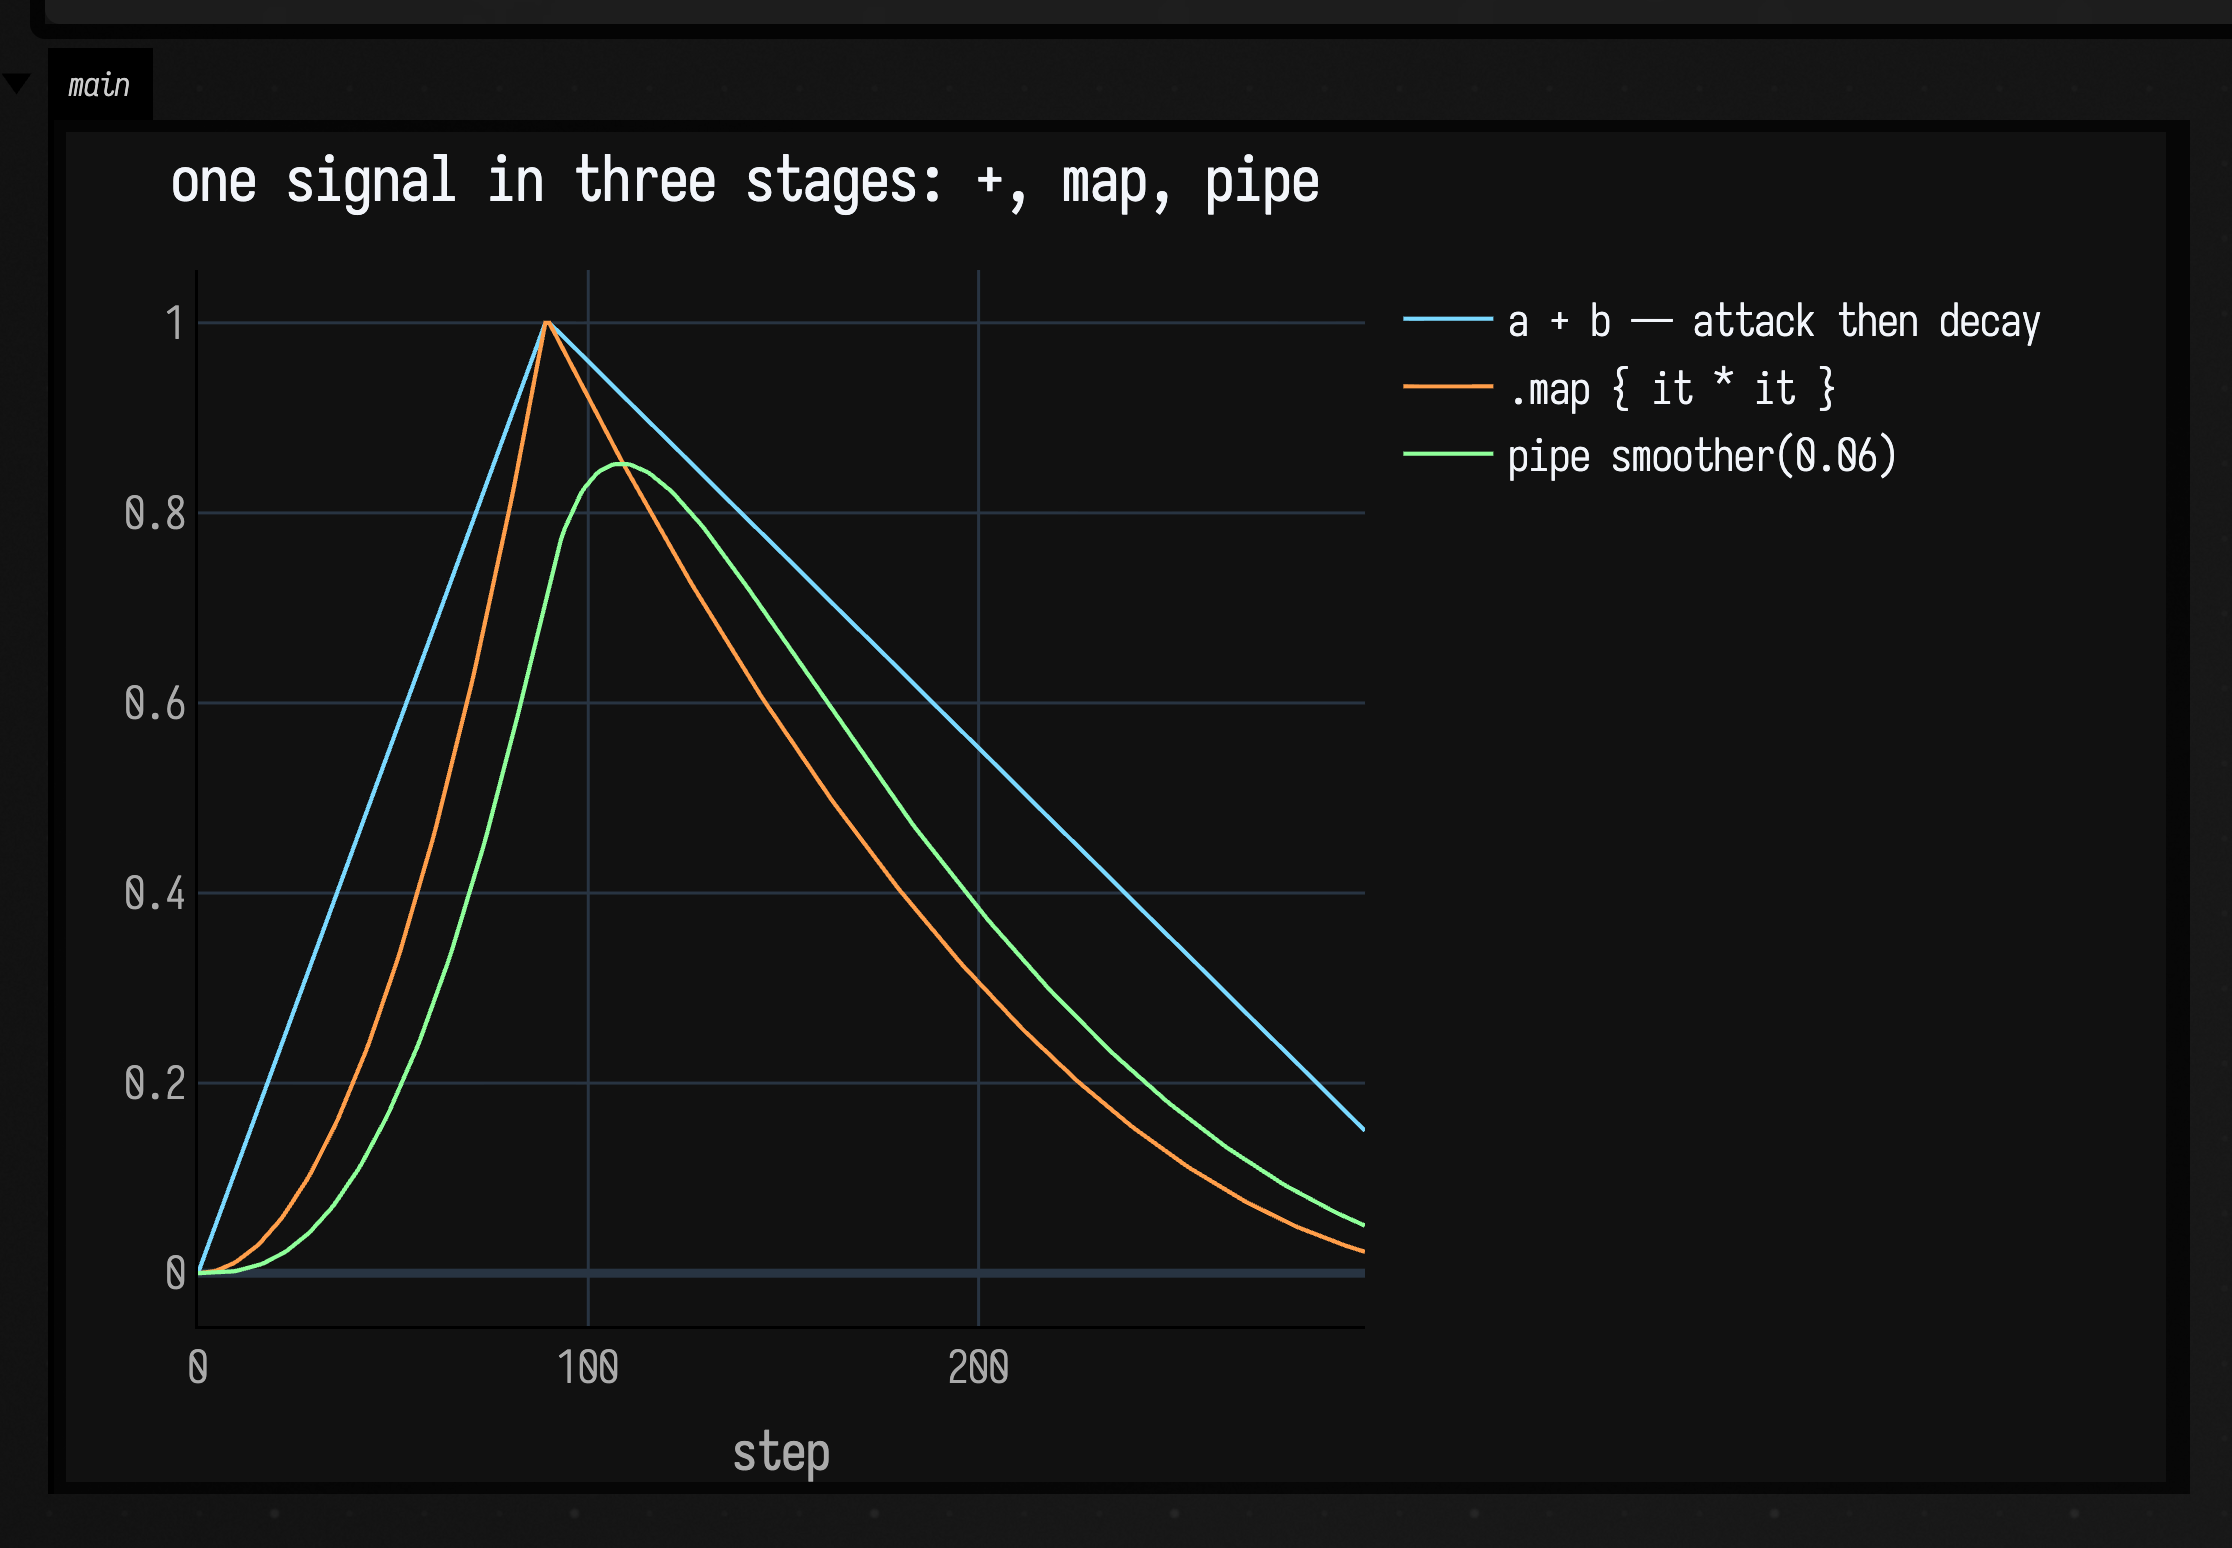 main
one signal in three stages: +, map, pipe
1
0.8
0.6
0.4
0.2
0
0 100 200
step
a + b — attack then decay
.map { it * it }
pipe smoother(0.06)